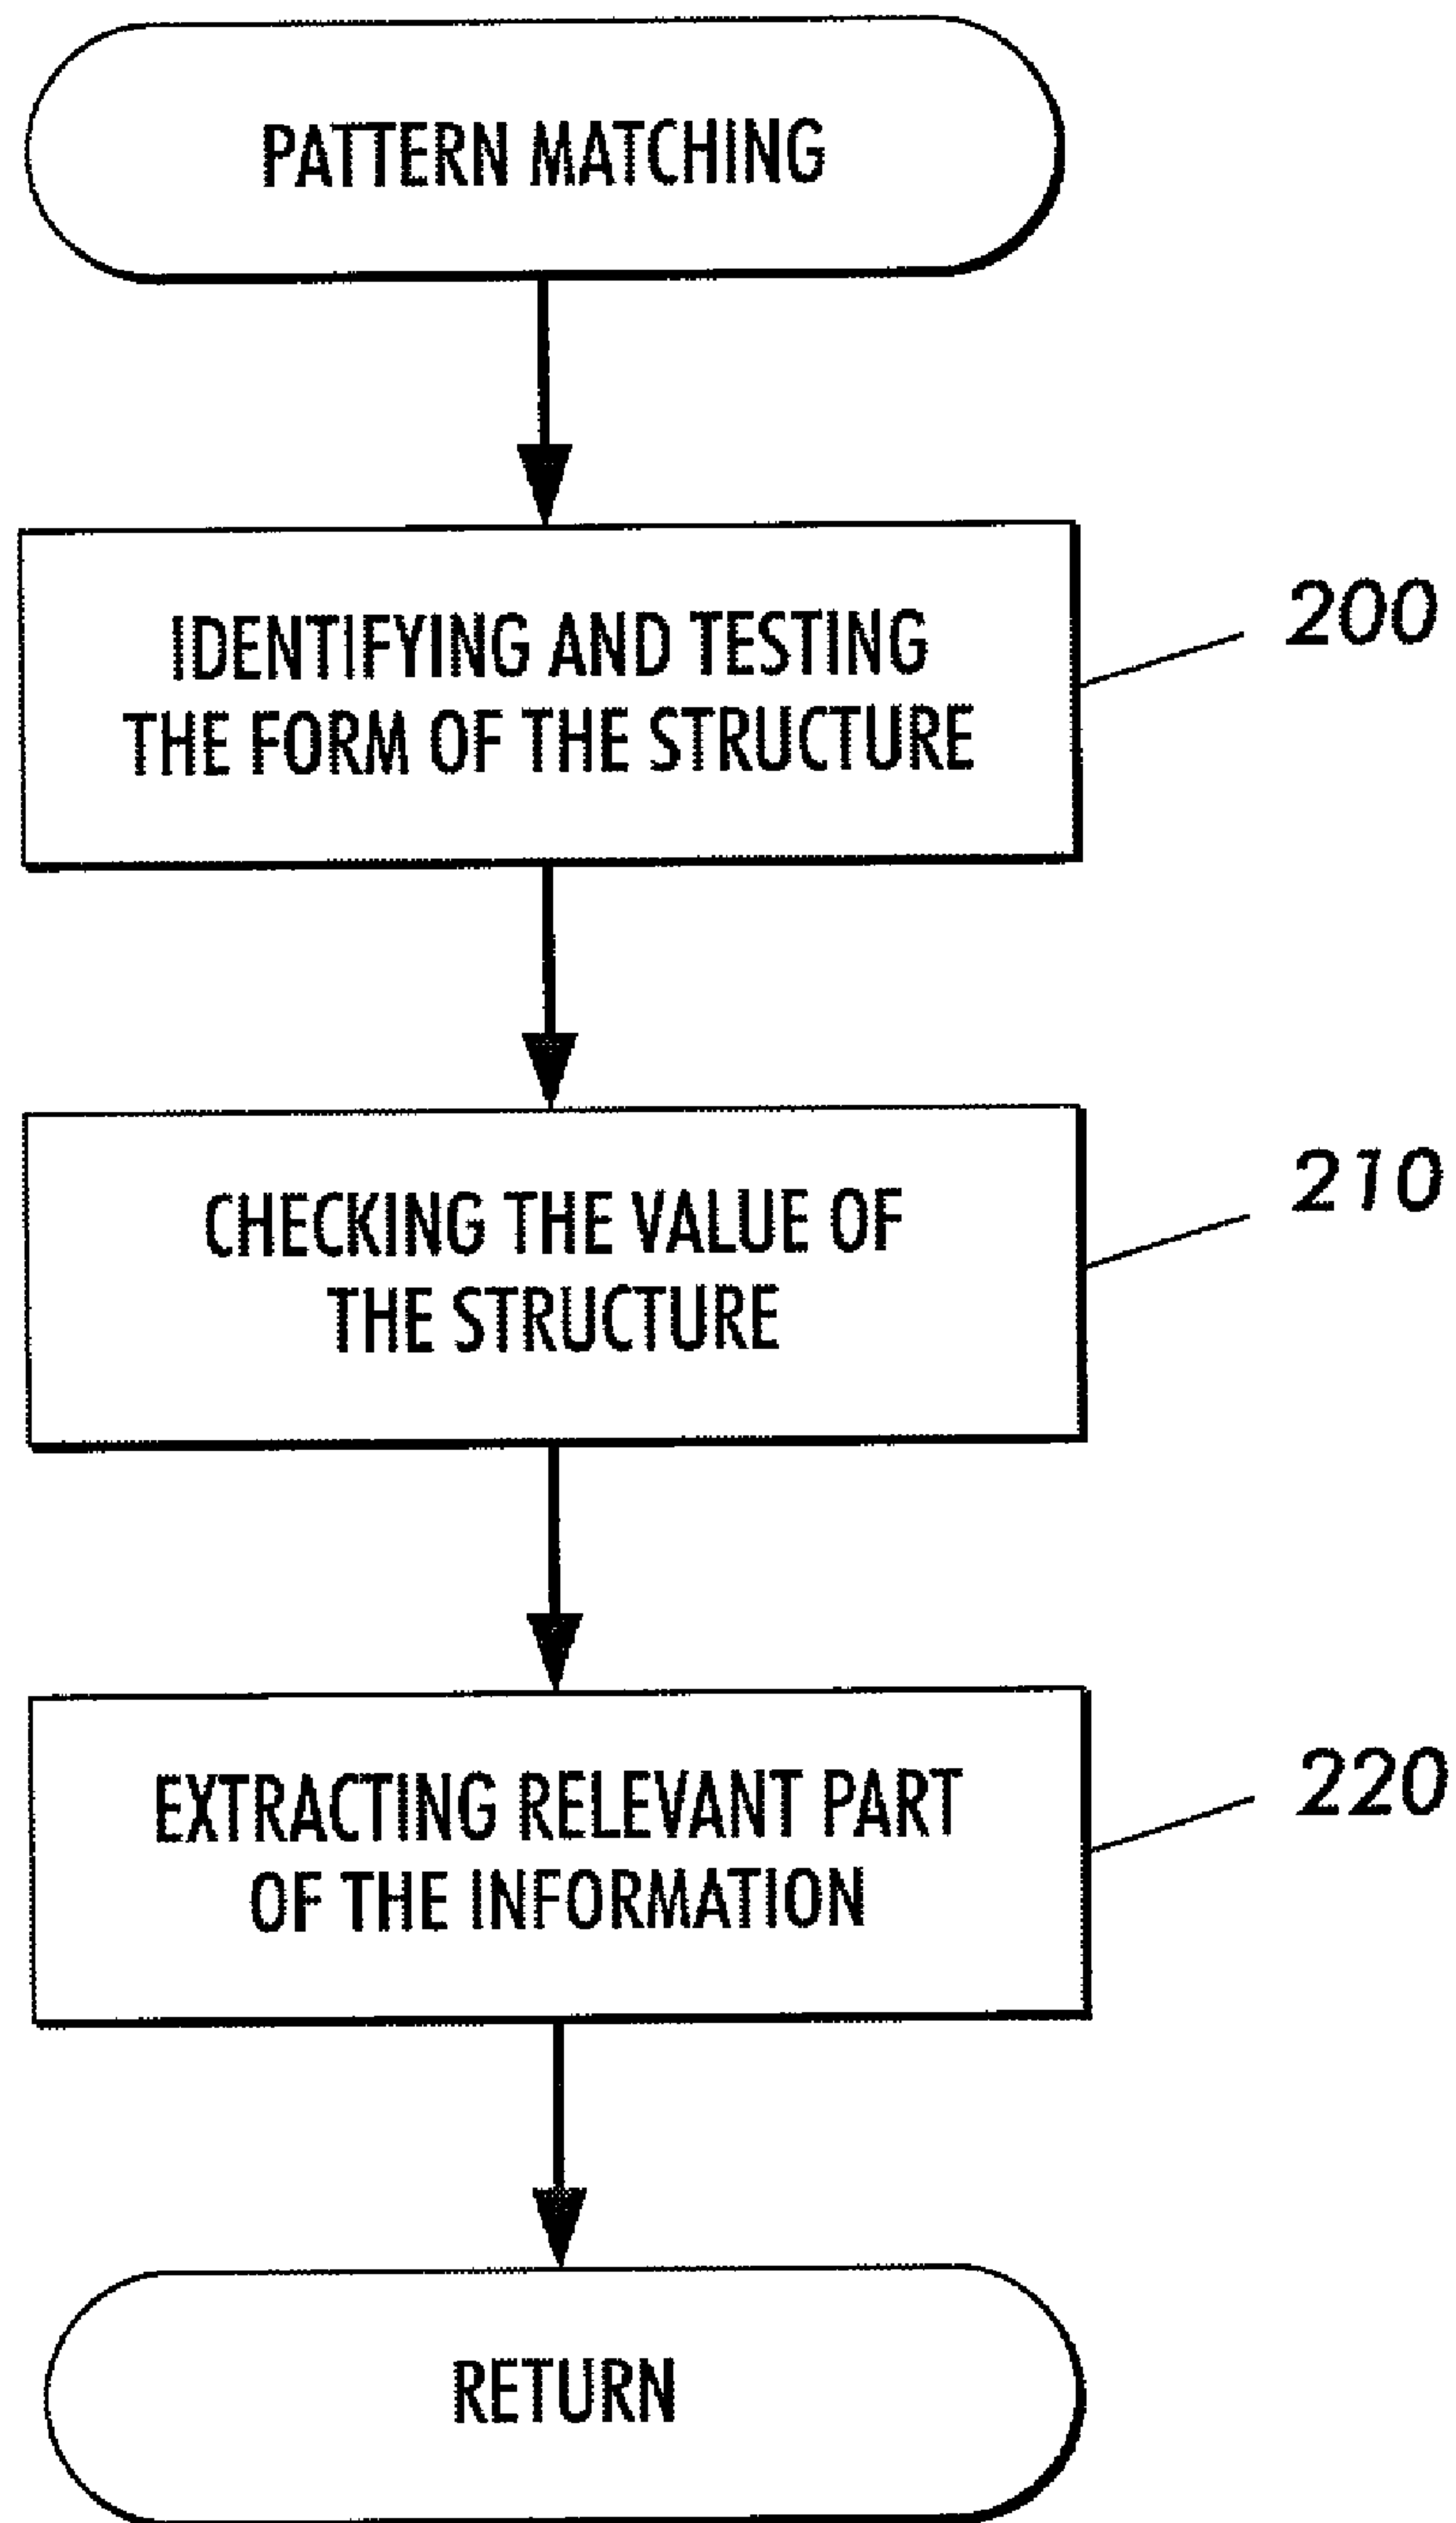 PATTERN MATCHING
IDENTIFYING AND TESTING
THE FORM OF THE STRUCTURE
200
CHECKING THE VALUE OF
THE STRUCTURE
210
EXTRACTING RELEVANT PART
OF THE INFORMATION
220
RETURN